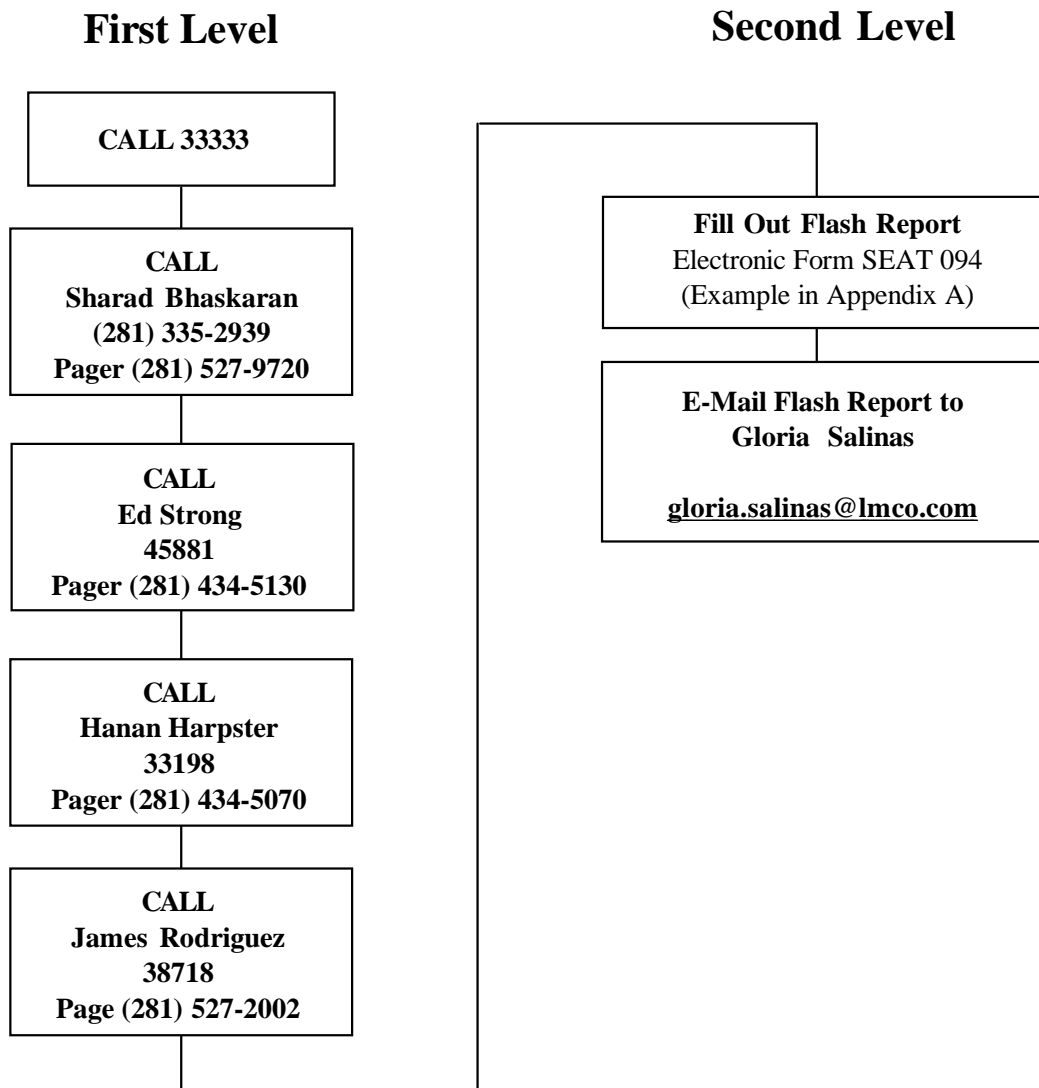 First Level
CALL 33333
CALL
Sharad Bhaskaran
(281) 335-2939
Pager (281) 527-9720
CALL
Ed Strong
45881
Pager (281) 434-5130
CALL
Hanan Harpster
33198
Pager (281) 434-5070
CALL
James Rodriguez
38718
Page (281) 527-2002
Second Level
Fill Out Flash Report
Electronic Form SEAT 094
(Example in Appendix A)
E-Mail Flash Report to
Gloria Salinas
gloria.salinas@lmco.com